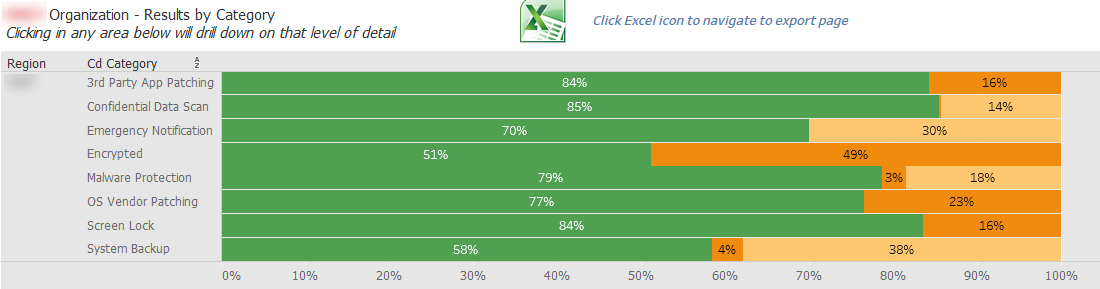 Organization - Results by Category
Clicking in any area below will drill down on that level of detail
Click Excel icon to navigate to export page
Region Cd Category
3rd Party App Patching 84% 16%
Confidential Data Scan 85% 14%
Emergency Notification 70% 30%
Encrypted 51% 49%
Malware Protection 79% 3% 18%
OS Vendor Patching 77% 23%
Screen Lock 84% 16%
System Backup 58% 4% 38%
0% 10% 20% 30% 40% 50% 60% 70% 80% 90% 100%